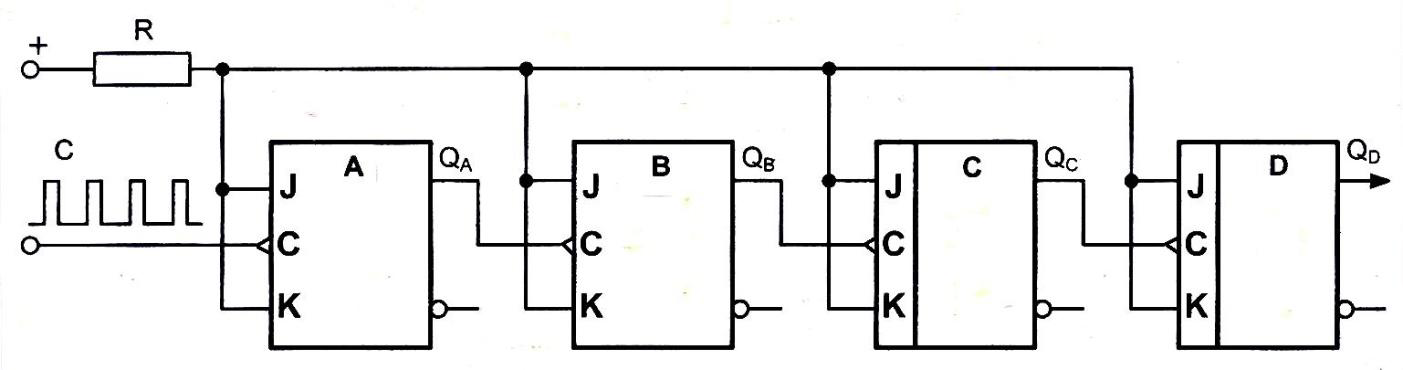 + R
C
A QA B QB C QC D QD
J J J J
C C C C
K K K K